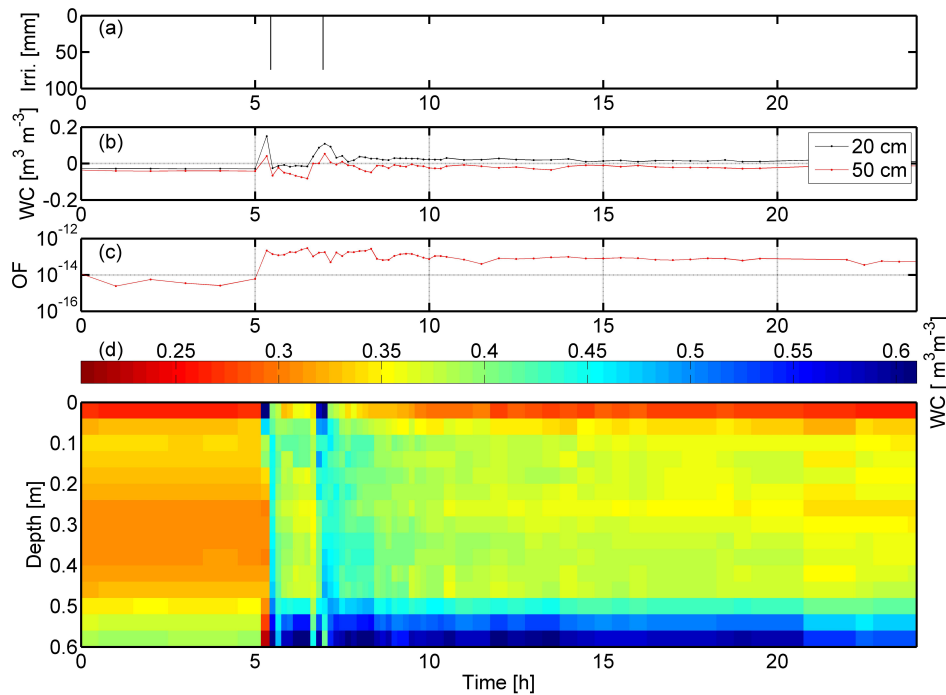 (a)
Irri. [mm]
0
50
100
0 5 10 15 20
(b)
WC [m³ m⁻³]
0.2
0
-0.2
20 cm
50 cm
0 5 10 15 20
(c)
OF
10⁻¹²
10⁻¹⁴
10⁻¹⁶
0 5 10 15 20
(d)
0.25 0.3 0.35 0.4 0.45 0.5 0.55 0.6
WC [ m³m⁻³]
Depth [m]
0
0.1
0.2
0.3
0.4
0.5
0.6
0 5 10 15 20
Time [h]